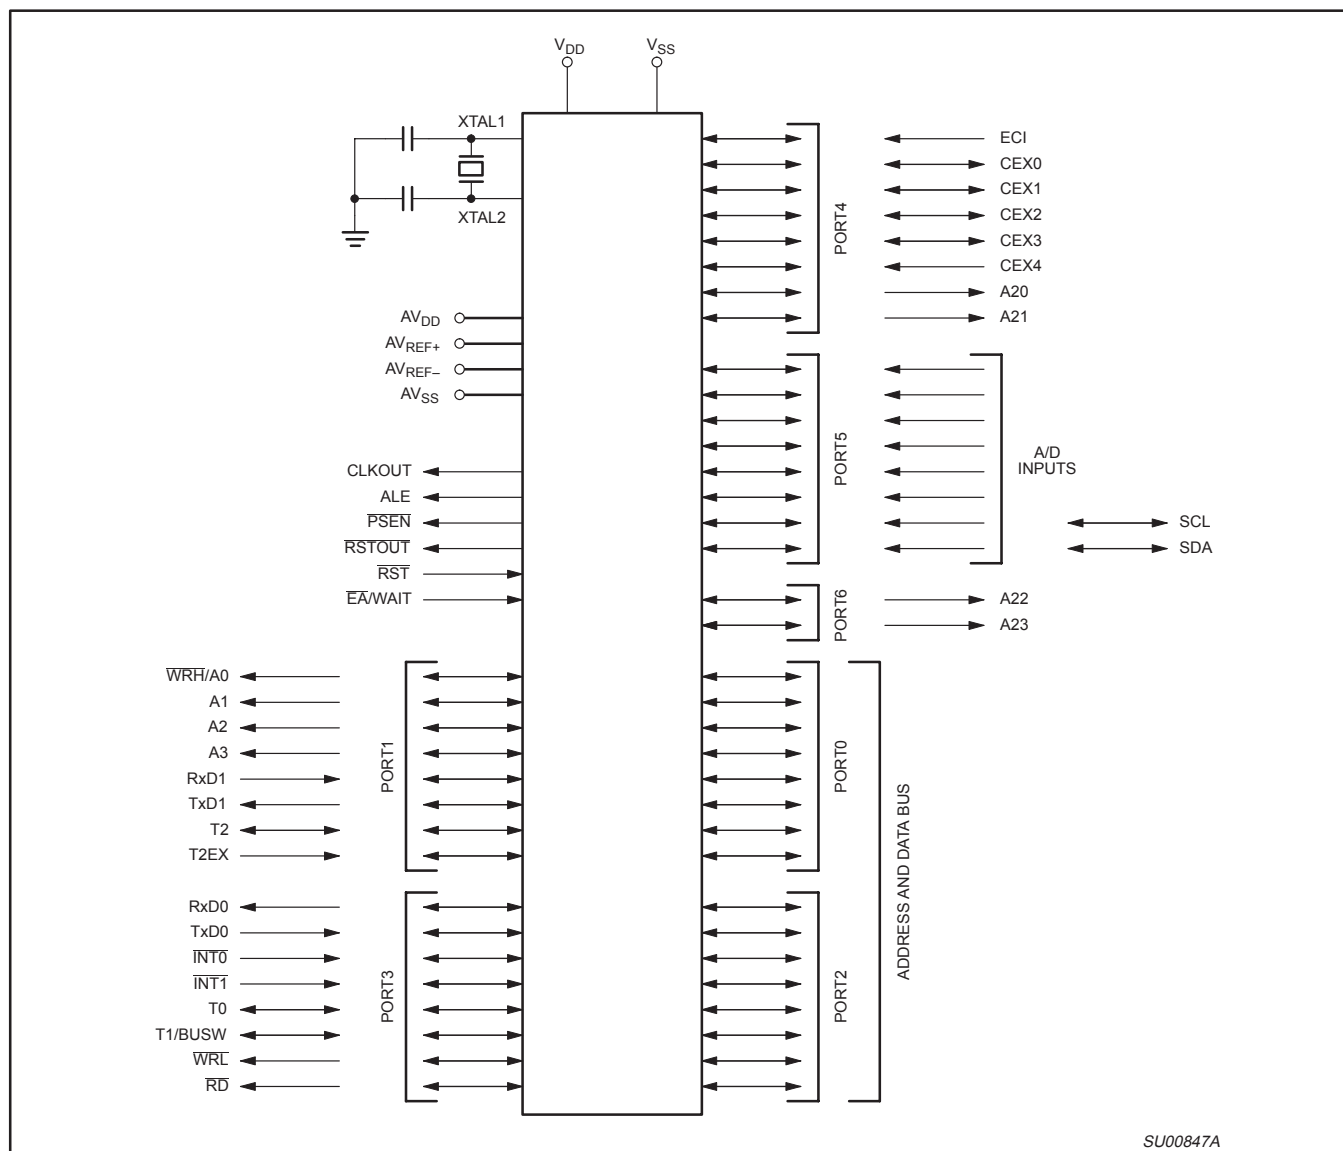 VDD
VSS
XTAL1
XTAL2
AVDD
AVREF+
AVREF–
AVSS
CLKOUT
ALE
PSEN
RSTOUT
RST
EA/WAIT
WRH/A0
A1
A2
A3
RxD1
TxD1
T2
T2EX
PORT1
RxD0
TxD0
INT0
INT1
T0
T1/BUSW
WRL
RD
PORT3
PORT4
ECI
CEX0
CEX1
CEX2
CEX3
CEX4
A20
A21
PORT5
A/D
INPUTS
SCL
SDA
PORT6
A22
A23
PORT0
PORT2
ADDRESS AND DATA BUS
SU00847A